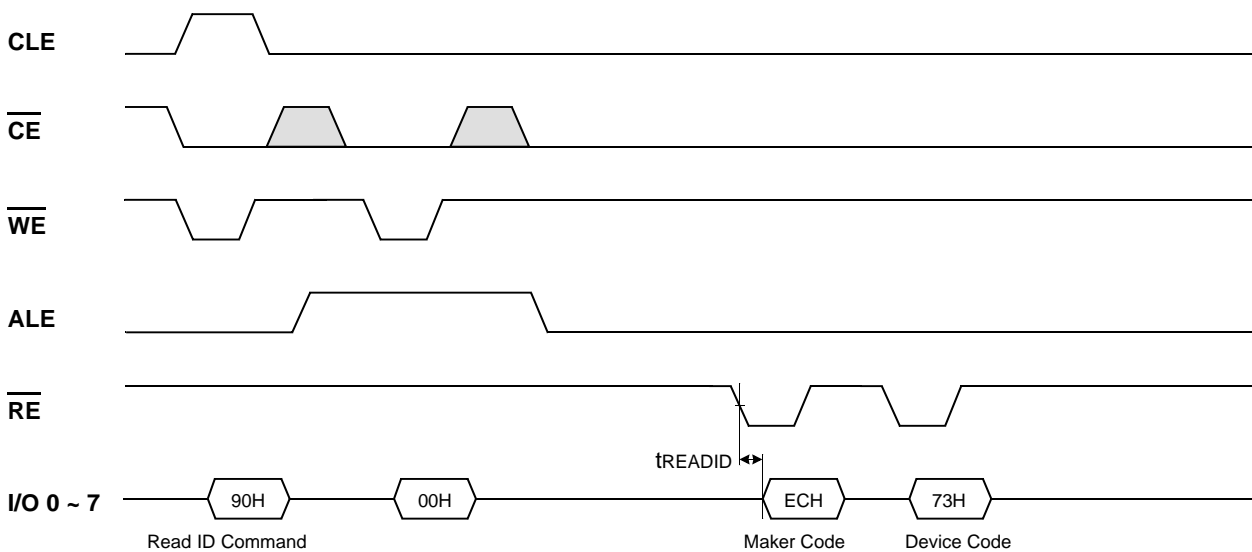 CLE
CE
WE
ALE
RE
tREADID
I/O 0 ~ 7
90H
00H
ECH
73H
Read ID Command
Maker Code
Device Code